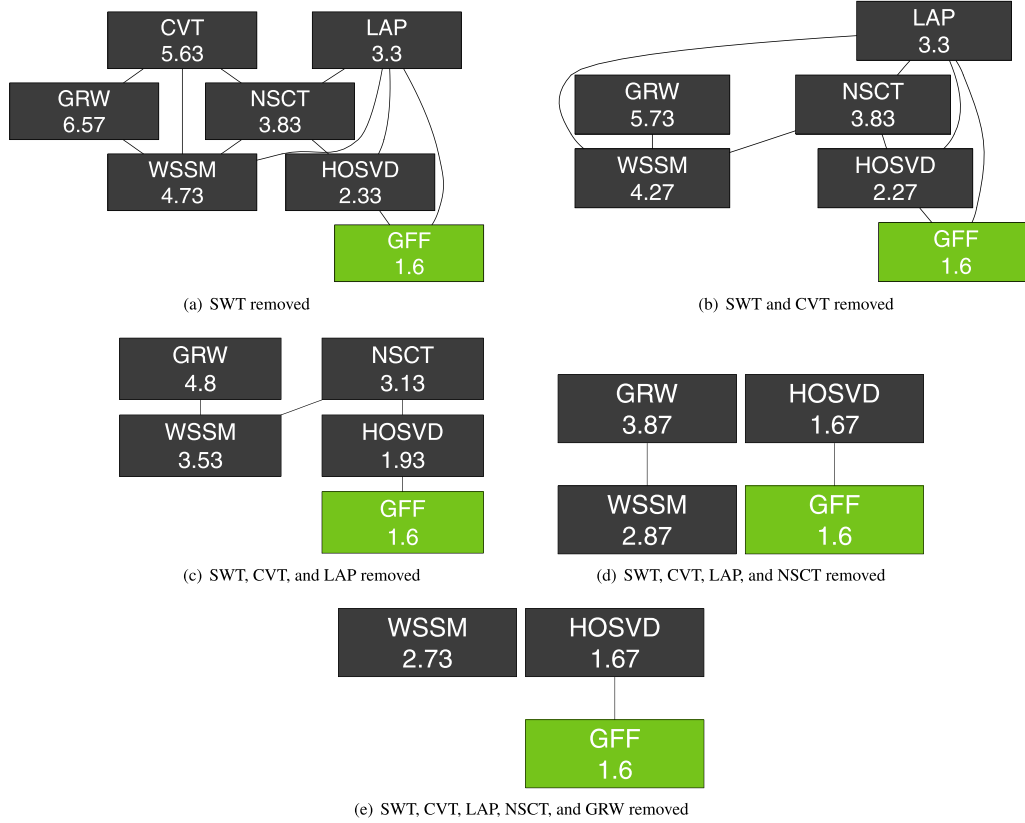 CVT
5.63
LAP
3.3
GRW
6.57
NSCT
3.83
WSSM
4.73
HOSVD
2.33
GFF
1.6
(a) SWT removed
LAP
3.3
GRW
5.73
NSCT
3.83
WSSM
4.27
HOSVD
2.27
GFF
1.6
(b) SWT and CVT removed
GRW
4.8
NSCT
3.13
WSSM
3.53
HOSVD
1.93
GFF
1.6
(c) SWT, CVT, and LAP removed
GRW
3.87
HOSVD
1.67
WSSM
2.87
GFF
1.6
(d) SWT, CVT, LAP, and NSCT removed
WSSM
2.73
HOSVD
1.67
GFF
1.6
(e) SWT, CVT, LAP, NSCT, and GRW removed